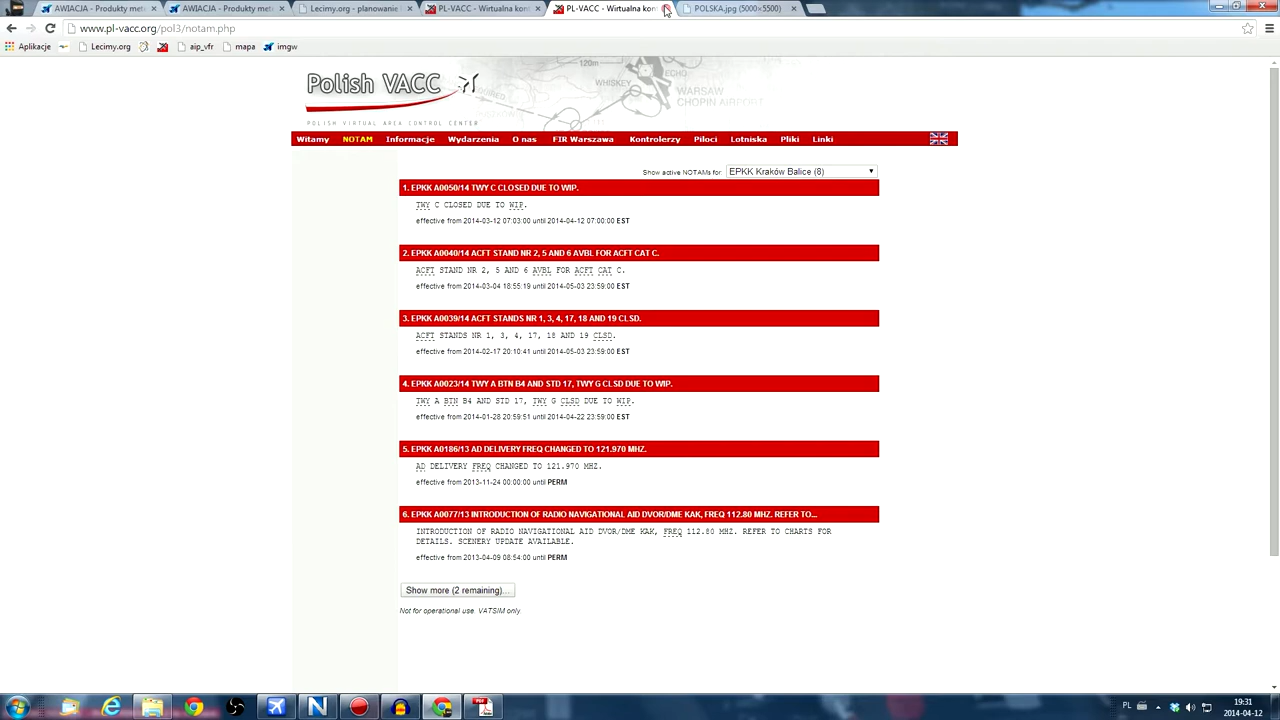 AWIACJA - Produkty mete
AWIACJA - Produkty mete
Lecimy.org - planowanie
PL-VACC - Wirtualna kon
PL-VACC - Wirtualna kon
POLSKA.jpg (5000×5500)
www.pl-vacc.org/pol3/notam.php
Aplikacje
Lecimy.org
aip_vfr
mapa
imgw
Polish VACC
POLISH VIRTUAL AREA CONTROL CENTER
120m
WHISKEY
ECHO
WARSAW
CHOPIN AIRPORT
Witamy NOTAM Informacje Wydarzenia O nas FIR Warszawa Kontrolerzy Piloci Lotniska Pliki Linki
Show active NOTAMs for: EPKK Kraków Balice (8)
1. EPKK A0050/14 TWY C CLOSED DUE TO WIP.
TWY C CLOSED DUE TO WIP.
effective from 2014-03-12 07:03:00 until 2014-04-12 07:00:00 EST
2. EPKK A0040/14 ACFT STAND NR 2, 5 AND 6 AVBL FOR ACFT CAT C.
ACFT STAND NR 2, 5 AND 6 AVBL FOR ACFT CAT C.
effective from 2014-03-04 18:55:19 until 2014-05-03 23:59:00 EST
3. EPKK A0039/14 ACFT STANDS NR 1, 3, 4, 17, 18 AND 19 CLSD.
ACFT STANDS NR 1, 3, 4, 17, 18 AND 19 CLSD.
effective from 2014-02-17 20:10:41 until 2014-05-03 23:59:00 EST
4. EPKK A0023/14 TWY A BTN B4 AND STD 17, TWY G CLSD DUE TO WIP.
TWY A BTN B4 AND STD 17, TWY G CLSD DUE TO WIP.
effective from 2014-01-28 20:59:51 until 2014-04-22 23:59:00 EST
5. EPKK A0186/13 AD DELIVERY FREQ CHANGED TO 121.970 MHZ.
AD DELIVERY FREQ CHANGED TO 121.970 MHZ.
effective from 2013-11-24 00:00:00 until PERM
6. EPKK A0077/13 INTRODUCTION OF RADIO NAVIGATIONAL AID DVOR/DME KAK, FREQ 112.80 MHZ. REFER TO...
INTRODUCTION OF RADIO NAVIGATIONAL AID DVOR/DME KAK, FREQ 112.80 MHZ. REFER TO CHARTS FOR
DETAILS. SCENERY UPDATE AVAILABLE.
effective from 2013-04-09 08:54:00 until PERM
Show more (2 remaining)...
Not for operational use. VATSIM only.
PL
19:31
2014-04-12